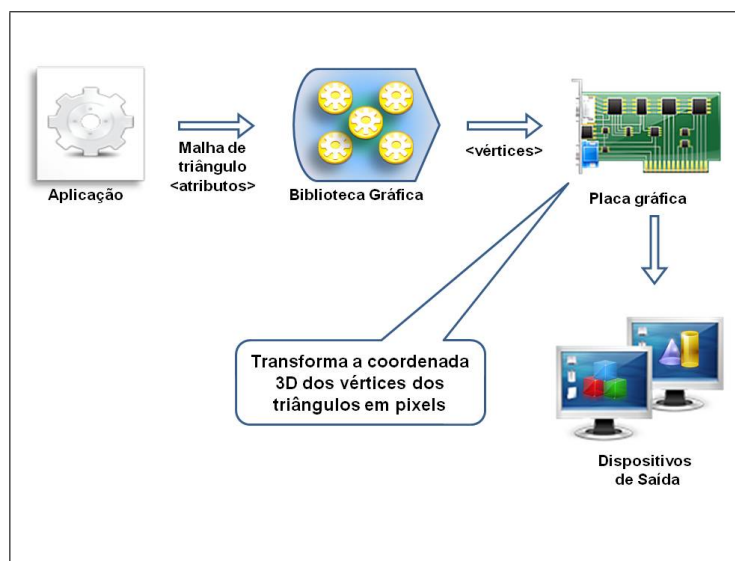 Aplicação
Malha de
triângulo
<atributos>
Biblioteca Gráfica
<vértices>
Placa gráfica
Transforma a coordenada
3D dos vértices dos
triângulos em pixels
Dispositivos
de Saída